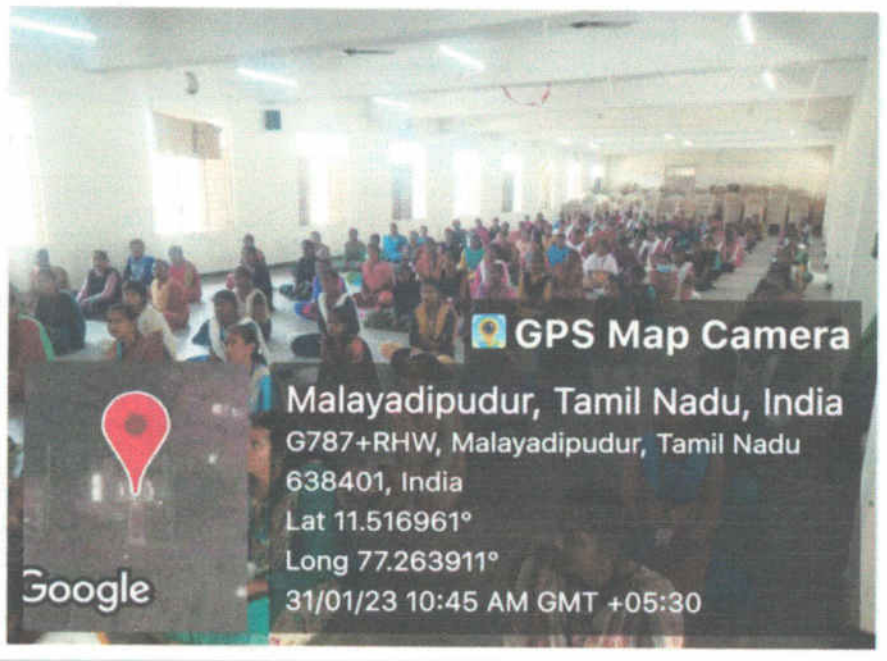 GPS Map Camera
Malayadipudur, Tamil Nadu, India
G787+RHW, Malayadipudur, Tamil Nadu
638401, India
Lat 11.516961°
Long 77.263911°
31/01/23 10:45 AM GMT +05:30
Google